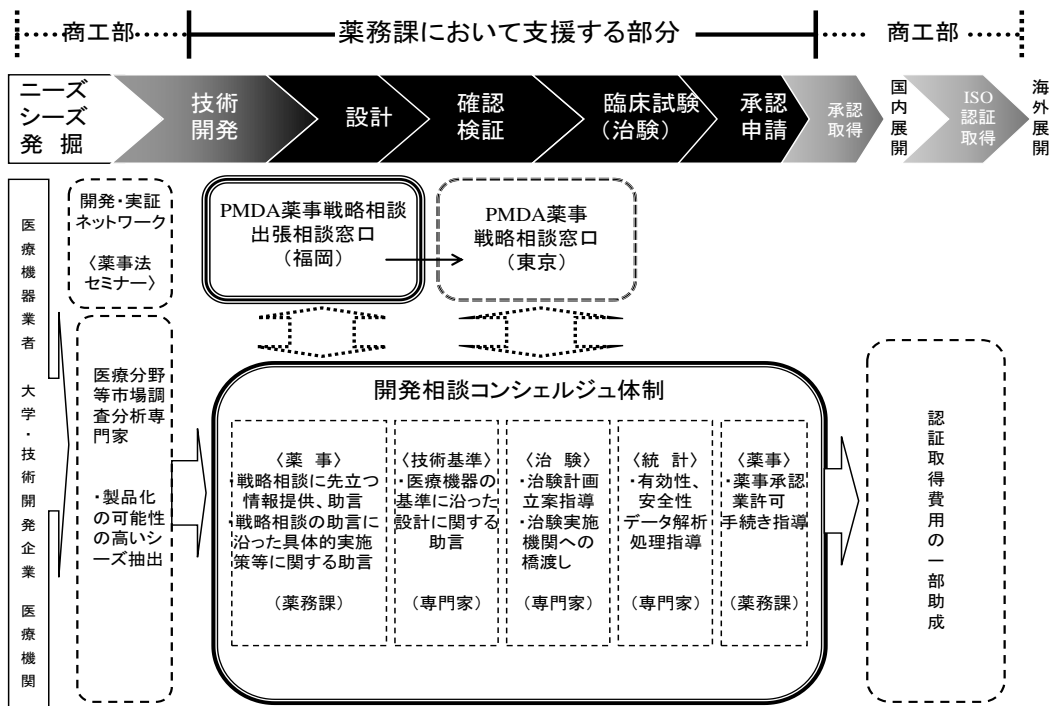 商工部
薬務課において支援する部分
商工部
ニーズ
シーズ
発 掘
技術
開発
設計
確認
検証
臨床試験
(治験)
承認
申請
承認
取得
国内展開
ISO
認証
取得
海外展開
医療機器業者 大学・技術開発企業 医療機関
開発・実証
ネットワーク
〈薬事法
セミナー〉
PMDA薬事戦略相談
出張相談窓口
(福岡)
PMDA薬事
戦略相談窓口
(東京)
医療分野
等市場調
査分析専
門家
・製品化
の可能性
の高いシ
ーズ抽出
開発相談コンシェルジュ体制
〈薬 事〉
・戦略相談に先立つ
情報提供、助言
・戦略相談の助言に
沿った具体的実施
策等に関する助言
(薬務課)
〈技術基準〉
・医療機器の
基準に沿った
設計に関する
助言
(専門家)
〈治 験〉
・治験計画
立案指導
・治験実施
機関への
橋渡し
(専門家)
〈統 計〉
・有効性、
安全性
データ解析
処理指導
(専門家)
〈薬事〉
・薬事承認
業許可
手続き指導
(薬務課)
認証取得費用の一部助成